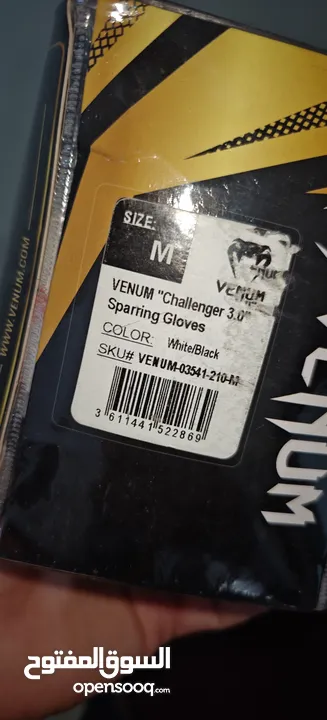 SIZE:
M
VENUM
VENUM "Challenger 3.0"
Sparring Gloves
COLOR: White/Black
SKU# VENUM-03541-210-M
3 611441 522869
WWW.VENUM.COM
VENUM
السوق المفتوح
opensooq.com